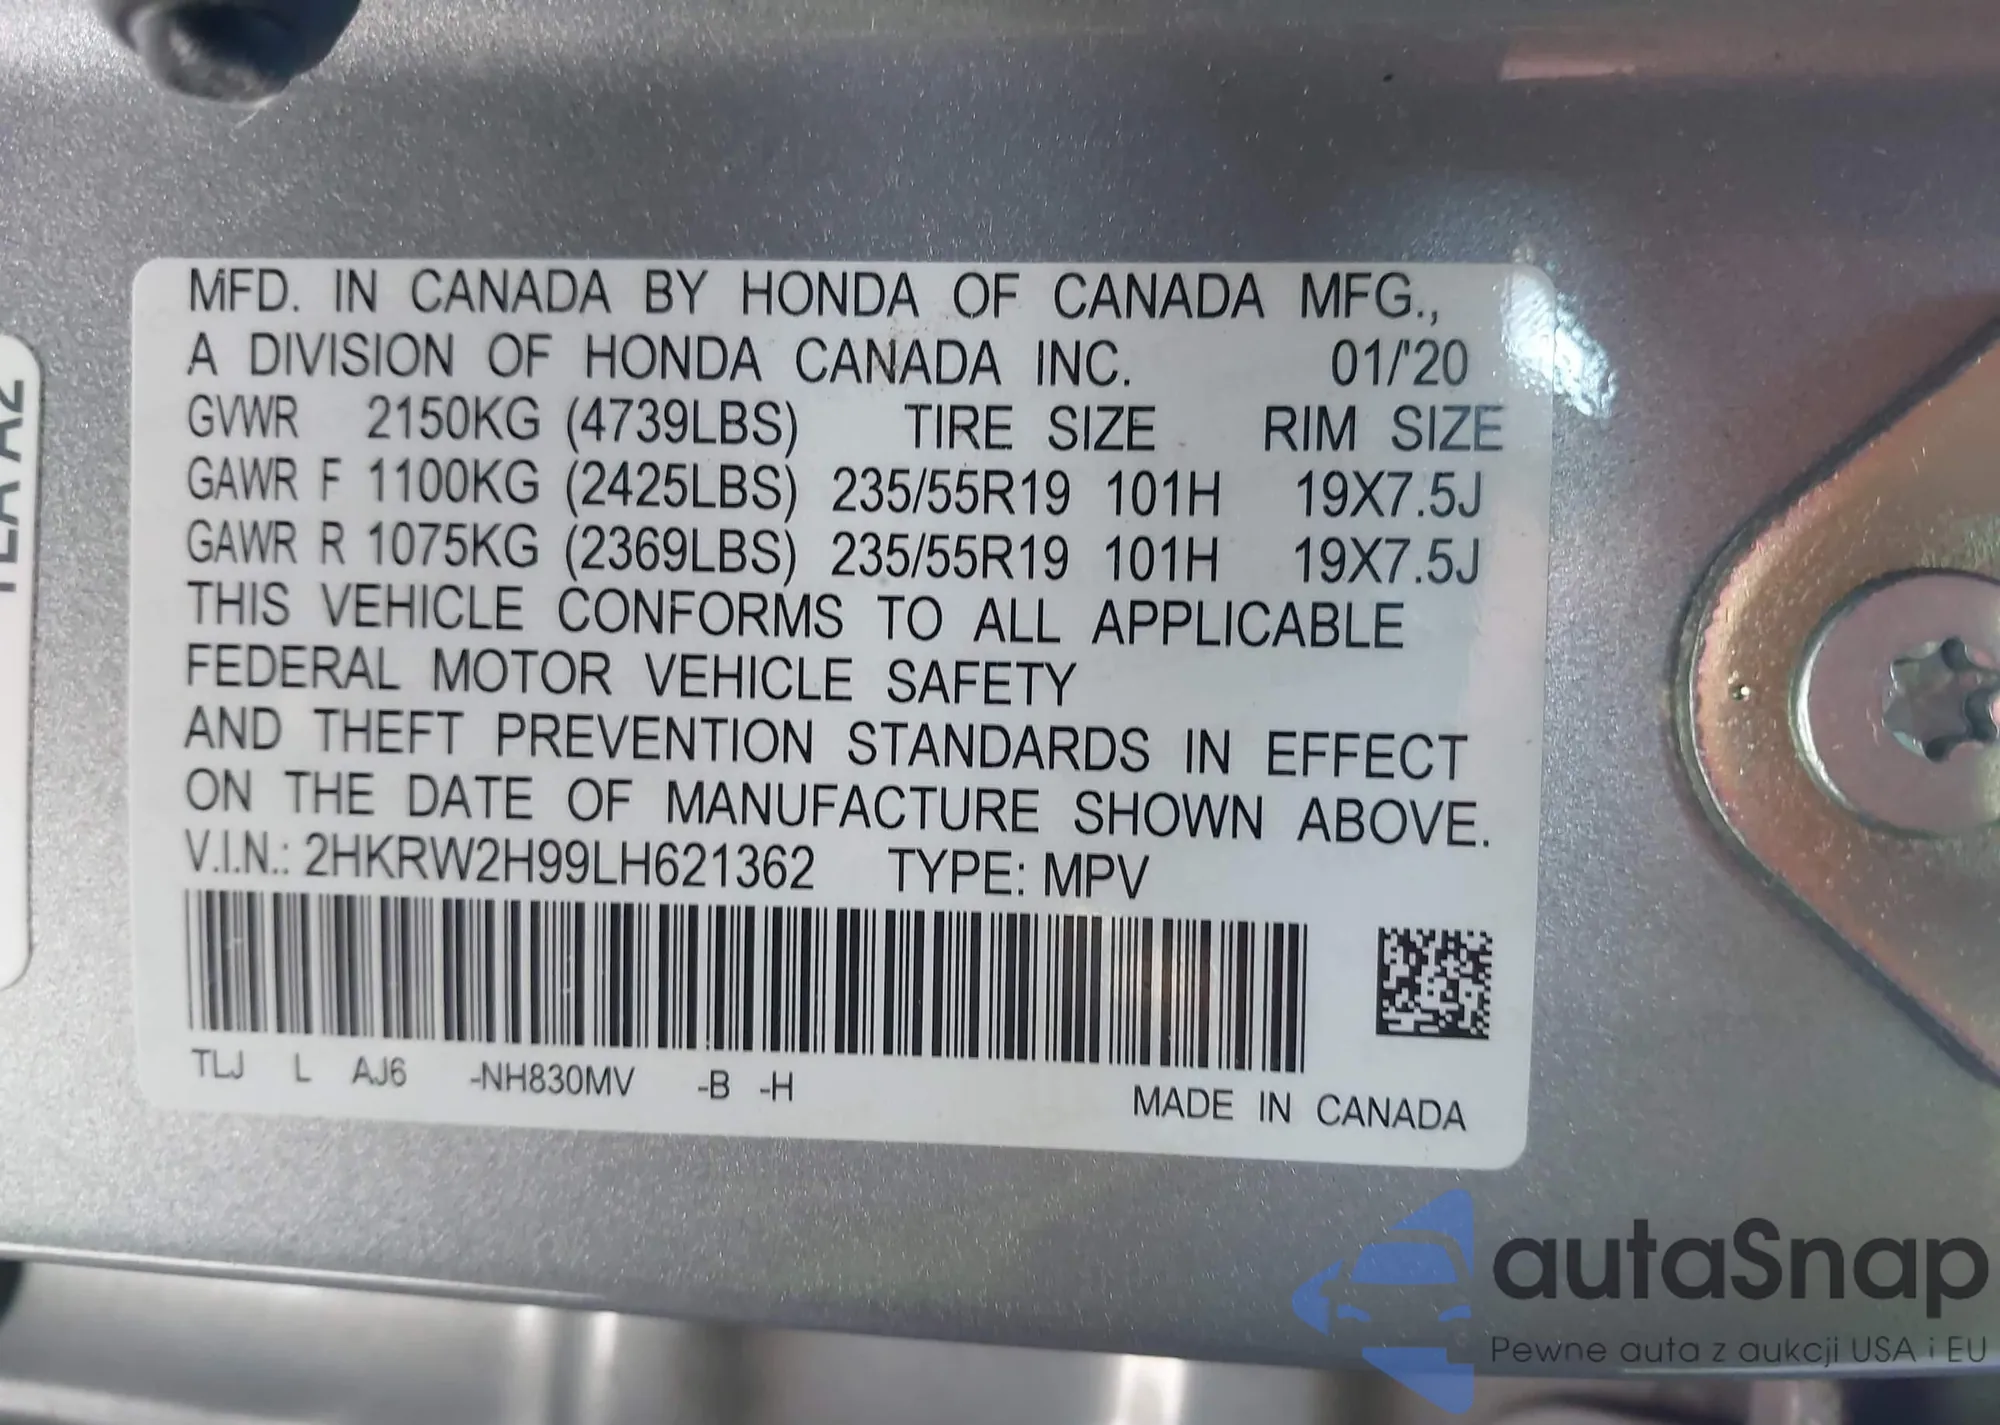 MFD. IN CANADA BY HONDA OF CANADA MFG.,
A DIVISION OF HONDA CANADA INC. 01/'20
GVWR 2150KG (4739LBS) TIRE SIZE RIM SIZE
GAWR F 1100KG (2425LBS) 235/55R19 101H 19X7.5J
GAWR R 1075KG (2369LBS) 235/55R19 101H 19X7.5J
THIS VEHICLE CONFORMS TO ALL APPLICABLE
FEDERAL MOTOR VEHICLE SAFETY
AND THEFT PREVENTION STANDARDS IN EFFECT
ON THE DATE OF MANUFACTURE SHOWN ABOVE.
V.I.N.: 2HKRW2H99LH621362 TYPE: MPV
TLJ L AJ6 -NH830MV -B -H
MADE IN CANADA
autaSnap
Pewne auta z aukcji USA i EU